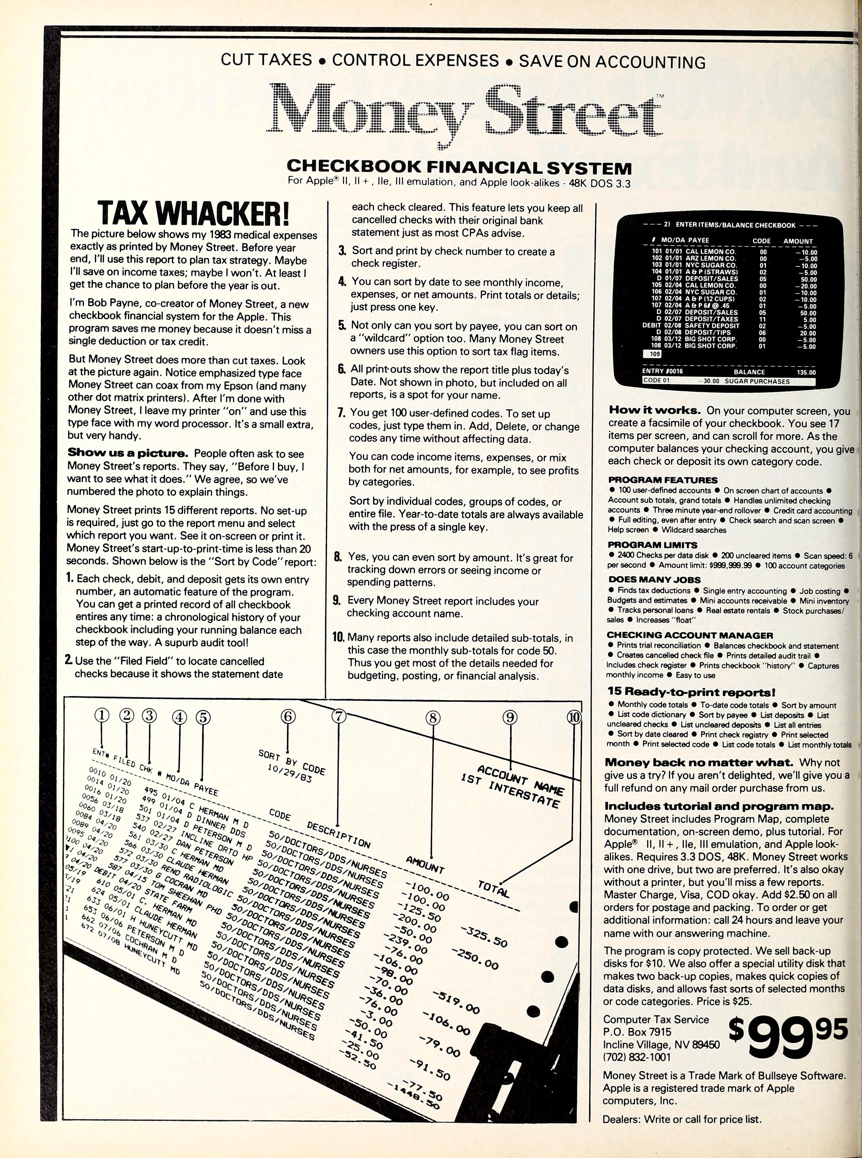 CUT TAXES • CONTROL EXPENSES • SAVE ON ACCOUNTING
Money Street™
CHECKBOOK FINANCIAL SYSTEM
For Apple® II, II+, IIe, III emulation, and Apple look-alikes - 48K DOS 3.3
TAX WHACKER!
The picture below shows my 1983 medical expenses
exactly as printed by Money Street. Before year
end, I'll use this report to plan tax strategy. Maybe
I'll save on income taxes; maybe I won't. At least I
get the chance to plan before the year is out.
I'm Bob Payne, co-creator of Money Street, a new
checkbook financial system for the Apple. This
program saves me money because it doesn't miss a
single deduction or tax credit.
But Money Street does more than cut taxes. Look
at the picture again. Notice emphasized type face
Money Street can coax from my Epson (and many
other dot matrix printers). After I'm done with
Money Street, I leave my printer "on" and use this
type face with my word processor. It's a small extra,
but very handy.
Show us a picture. People often ask to see
Money Street's reports. They say, "Before I buy, I
want to see what it does." We agree, so we've
numbered the photo to explain things.
Money Street prints 15 different reports. No set-up
is required, just go to the report menu and select
which report you want. See it on-screen or print it.
Money Street's start-up-to-print-time is less than 20
seconds. Shown below is the "Sort by Code" report:
1. Each check, debit, and deposit gets its own entry
number, an automatic feature of the program.
You can get a printed record of all checkbook
entires any time: a chronological history of your
checkbook including your running balance each
step of the way. A supurb audit tool!
2. Use the "Filed Field" to locate cancelled
checks because it shows the statement date
each check cleared. This feature lets you keep all
cancelled checks with their original bank
statement just as most CPAs advise.
3. Sort and print by check number to create a
check register.
4. You can sort by date to see monthly income,
expenses, or net amounts. Print totals or details;
just press one key.
5. Not only can you sort by payee, you can sort on
a "wildcard" option too. Many Money Street
owners use this option to sort tax flag items.
6. All print-outs show the report title plus today's
Date. Not shown in photo, but included on all
reports, is a spot for your name.
7. You get 100 user-defined codes. To set up
codes, just type them in. Add, Delete, or change
codes any time without affecting data.
You can code income items, expenses, or mix
both for net amounts, for example, to see profits
by categories.
Sort by individual codes, groups of codes, or
entire file. Year-to-date totals are always available
with the press of a single key.
8. Yes, you can even sort by amount. It's great for
tracking down errors or seeing income or
spending patterns.
9. Every Money Street report includes your
checking account name.
10. Many reports also include detailed sub-totals, in
this case the monthly sub-totals for code 50.
Thus you get most of the details needed for
budgeting, posting, or financial analysis.
---- 2) ENTER ITEMS/BALANCE CHECKBOOK ----
# MO/DA PAYEE CODE AMOUNT
101 01/01 CAL LEMON CO. 00 -10.00
102 01/01 ARZ LEMON CO. 00 -5.00
103 01/01 NYC SUGAR CO. 01 -10.00
104 01/01 A & P (STRAWS) 02 -5.00
D 01/07 DEPOSIT/SALES 05 50.00
105 02/04 CAL LEMON CO. 00 -20.00
106 02/04 NYC SUGAR CO. 01 -10.00
107 02/04 A & P (12 CUPS) 02 -10.00
107 02/04 A & P 6# @ .45 01 -5.00
D 02/07 DEPOSIT/SALES 05 50.00
D 02/07 DEPOSIT/TAXES 11 5.00
DEBIT 02/08 SAFETY DEPOSIT 02 -5.00
D 02/08 DEPOSIT/TIPS 06 20.00
108 03/12 BIG SHOT CORP. 00 -5.00
108 03/12 BIG SHOT CORP. 01 -5.00
109
ENTRY #0016 BALANCE 135.00
CODE 01 -30.00 SUGAR PURCHASES
How it works. On your computer screen, you
create a facsimile of your checkbook. You see 17
items per screen, and can scroll for more. As the
computer balances your checking account, you give
each check or deposit its own category code.
PROGRAM FEATURES
• 100 user-defined accounts • On screen chart of accounts •
Account sub totals, grand totals • Handles unlimited checking
accounts • Three minute year-end rollover • Credit card accounting
• Full editing, even after entry • Check search and scan screen •
Help screen • Wildcard searches
PROGRAM LIMITS
• 2400 Checks per data disk • 200 uncleared items • Scan speed: 6
per second • Amount limit: $999,999.99 • 100 account categories
DOES MANY JOBS
• Finds tax deductions • Single entry accounting • Job costing •
Budgets and estimates • Mini accounts receivable • Mini inventory
• Tracks personal loans • Real estate rentals • Stock purchases/
sales • Increases "float"
CHECKING ACCOUNT MANAGER
• Prints trial reconciliation • Balances checkbook and statement
• Creates cancelled check file • Prints detailed audit trail •
Includes check register • Prints checkbook "history" • Captures
monthly income • Easy to use
15 Ready-to-print reports!
• Monthly code totals • To-date code totals • Sort by amount
• List code dictionary • Sort by payee • List deposits • List
uncleared checks • List uncleared deposits • List all entries
• Sort by date cleared • Print check registry • Print selected
month • Print selected code • List code totals • List monthly totals
Money back no matter what. Why not
give us a try? If you aren't delighted, we'll give you a
full refund on any mail order purchase from us.
Includes tutorial and program map.
Money Street includes Program Map, complete
documentation, on-screen demo, plus tutorial. For
Apple® II, II+, IIe, III emulation, and Apple look-
alikes. Requires 3.3 DOS, 48K. Money Street works
with one drive, but two are preferred. It's also okay
without a printer, but you'll miss a few reports.
Master Charge, Visa, COD okay. Add $2.50 on all
orders for postage and packing. To order or get
additional information: call 24 hours and leave your
name with our answering machine.
The program is copy protected. We sell back-up
disks for $10. We also offer a special utility disk that
makes two back-up copies, makes quick copies of
data disks, and allows fast sorts of selected months
or code categories. Price is $25.
Computer Tax Service
P.O. Box 7915
Incline Village, NV 89450
(702) 832-1001
$99 95
Money Street is a Trade Mark of Bullseye Software.
Apple is a registered trade mark of Apple
computers, Inc.
Dealers: Write or call for price list.
1 2 3 4 5 6 7 8 9 10
SORT BY CODE
10/29/83
ACCOUNT NAME
1ST INTERSTATE
ENT# FILED CHK # MO/DA PAYEE CODE DESCRIPTION AMOUNT TOTAL
0010 01/20 495 01/04 C HERMAN M D 50/DOCTORS/DDS/NURSES -100.00
0014 01/20 499 01/04 D DINNER DDS 50/DOCTORS/DDS/NURSES -100.00
0016 01/20 501 01/04 D PETERSON M D 50/DOCTORS/DDS/NURSES -125.50 -325.50
0056 03/18 537 02/27 INCLINE ORTO HP 50/DOCTORS/DDS/NURSES -200.00
0060 03/18 540 02/27 DAN PETERSON 50/DOCTORS/DDS/NURSES -50.00 -250.00
0084 04/20 561 03/30 C HERMAN MD 50/DOCTORS/DDS/NURSES -239.00
0089 04/20 566 03/30 CLAUDE HERMAN 50/DOCTORS/DDS/NURSES -76.00
0095 04/20 572 03/30 RENO RADIOLOGIC 50/DOCTORS/DDS/NURSES -106.00
100 04/20 577 03/30 G COCRAN MD 50/DOCTORS/DDS/NURSES -98.00 -519.00
04/20 587 04/15 TOM SHEEHAN PHD 50/DOCTORS/DDS/NURSES -70.00
04/20 DEBIT 04/20 STATE FARM 50/DOCTORS/DDS/NURSES -36.00 -106.00
05/19 610 05/01 C. HERMAN MD 50/DOCTORS/DDS/NURSES -76.00
624 05/01 CLAUDE HERMAN 50/DOCTORS/DDS/NURSES -3.00 -79.00
633 06/01 H HUNEYCUTT MD 50/DOCTORS/DDS/NURSES -50.00
653 06/06 PETERSON M D 50/DOCTORS/DDS/NURSES -41.50 -91.50
662 07/06 COCHRAN M D 50/DOCTORS/DDS/NURSES -25.00
672 07/08 HUNEYCUTT MD 50/DOCTORS/DDS/NURSES -52.50 -77.50
-1448.50